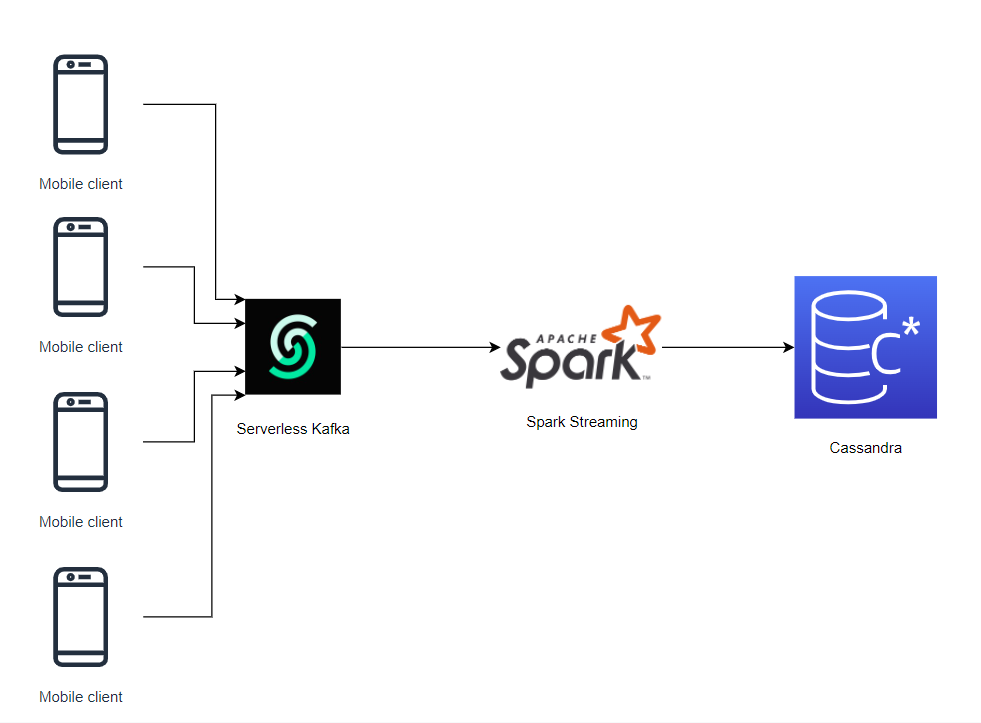 Mobile client
Mobile client
Mobile client
Mobile client
Serverless Kafka
APACHE
Spark™
Spark Streaming
C*
Cassandra